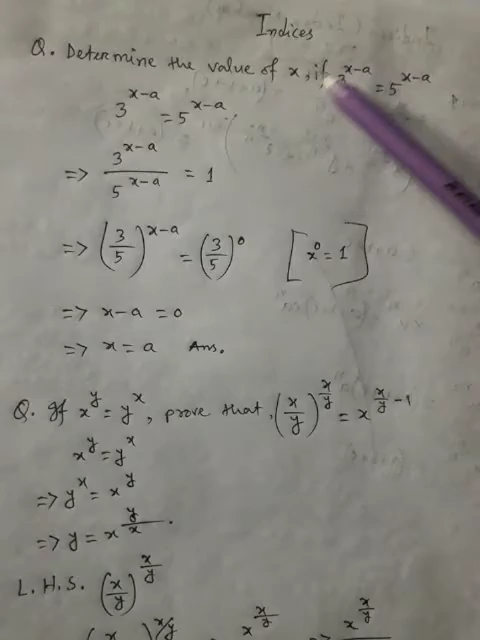 Indices
Q. Determine the value of x, if 3^(x-a) = 5^(x-a)
3^(x-a) = 5^(x-a)
=> 3^(x-a) / 5^(x-a) = 1
=> (3/5)^(x-a) = (3/5)^0 [x^0 = 1]
=> x-a = 0
=> x = a Ans.
Q. If x^y = y^x, prove that, (x/y)^(x/y) = x^(x/y - 1)
x^y = y^x
=> y^x = x^y
=> y = x^(y/x).
L.H.S. (x/y)^(x/y)